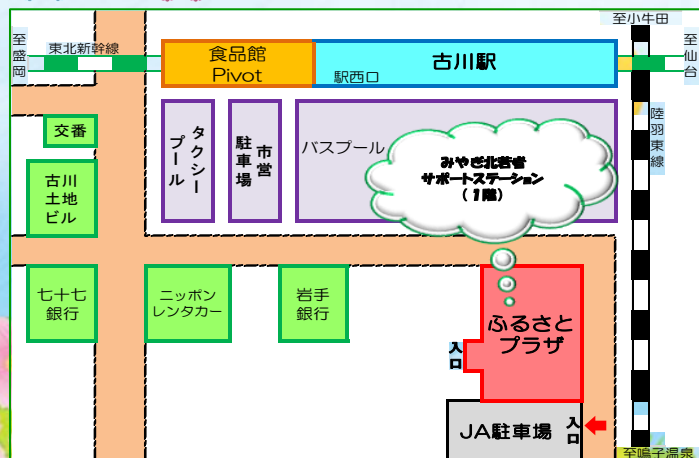 至小牛田
至盛岡
東北新幹線
食品館
Pivot
駅西口
古川駅
至仙台
陸羽東線
交番
タクシー
プール
市営
駐車場
バスプール
みやぎ北若者
サポートステーション
(1階)
古川
土地
ビル
七十七
銀行
ニッポン
レンタカー
岩手
銀行
ふるさと
プラザ
入口
JA駐車場
入口
至鳴子温泉